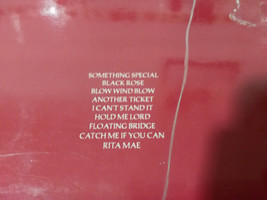 SOMETHING SPECIAL
BLACK ROSE
BLOW WIND BLOW
ANOTHER TICKET
I CAN'T STAND IT
HOLD ME LORD
FLOATING BRIDGE
CATCH ME IF YOU CAN
RITA MAE